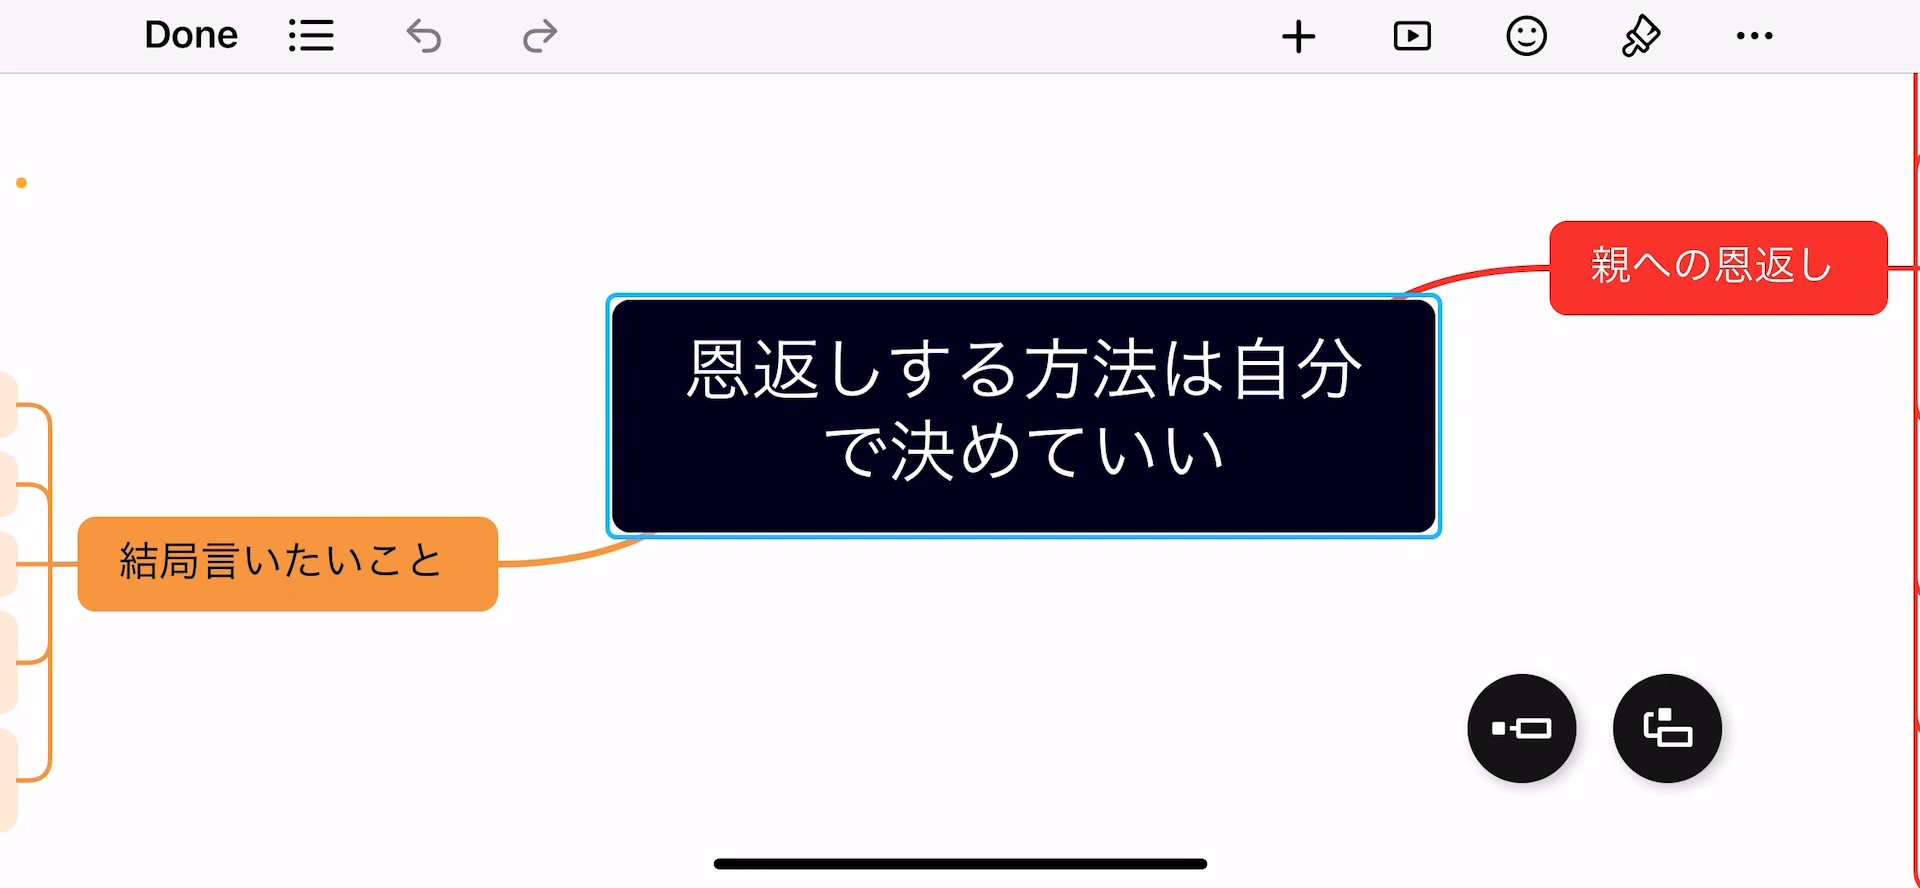 Done
親への恩返し
恩返しする方法は自分
で決めていい
結局言いたいこと